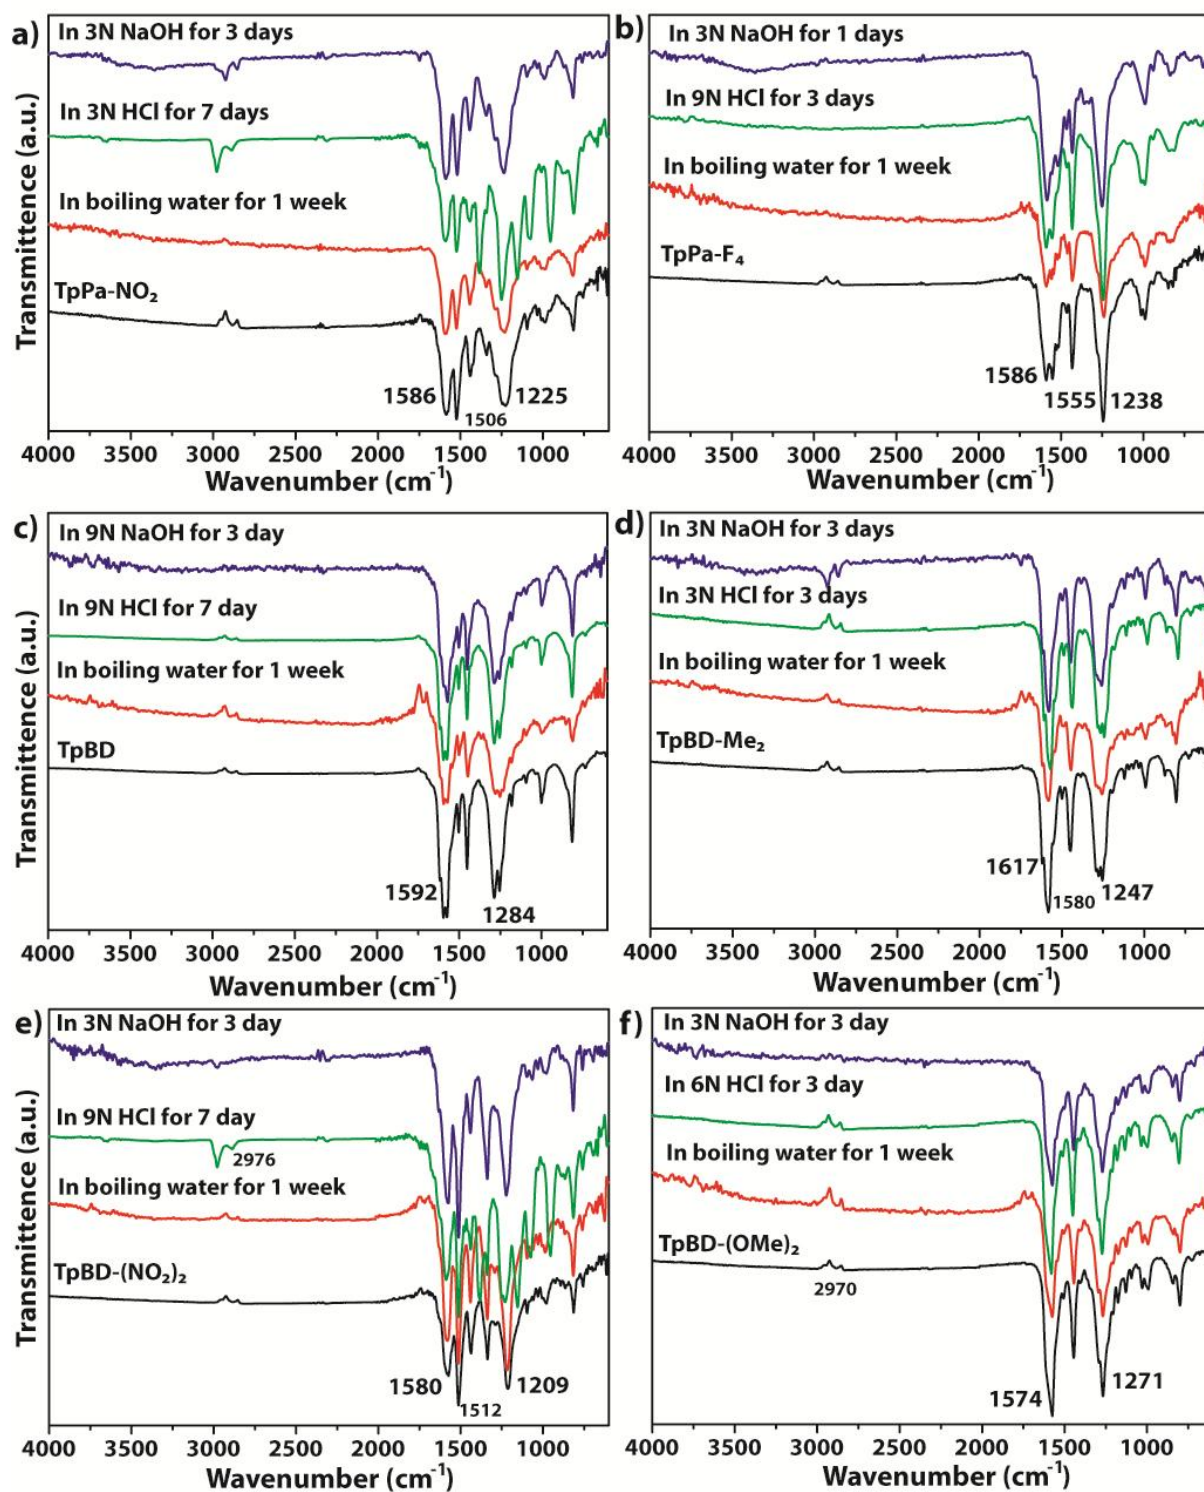 a)
In 3N NaOH for 3 days
In 3N HCl for 7 days
In boiling water for 1 week
TpPa-NO₂
1586
1506
1225
Transmittence (a.u.)
4000 3500 3000 2500 2000 1500 1000
Wavenumber (cm⁻¹)
b)
In 3N NaOH for 1 days
In 9N HCl for 3 days
In boiling water for 1 week
TpPa-F₄
1586
1555
1238
4000 3500 3000 2500 2000 1500 1000
Wavenumber (cm⁻¹)
c)
In 9N NaOH for 3 day
In 9N HCl for 7 day
In boiling water for 1 week
TpBD
1592
1284
Transmittence (a.u.)
4000 3500 3000 2500 2000 1500 1000
Wavenumber (cm⁻¹)
d)
In 3N NaOH for 3 days
In 3N HCl for 3 days
In boiling water for 1 week
TpBD-Me₂
1617
1580
1247
4000 3500 3000 2500 2000 1500 1000
Wavenumber (cm⁻¹)
e)
In 3N NaOH for 3 day
In 9N HCl for 7 day
2976
In boiling water for 1 week
TpBD-(NO₂)₂
1580
1512
1209
Transmittence (a.u.)
4000 3500 3000 2500 2000 1500 1000
Wavenumber (cm⁻¹)
f)
In 3N NaOH for 3 day
In 6N HCl for 3 day
In boiling water for 1 week
TpBD-(OMe)₂
2970
1574
1271
4000 3500 3000 2500 2000 1500 1000
Wavenumber (cm⁻¹)